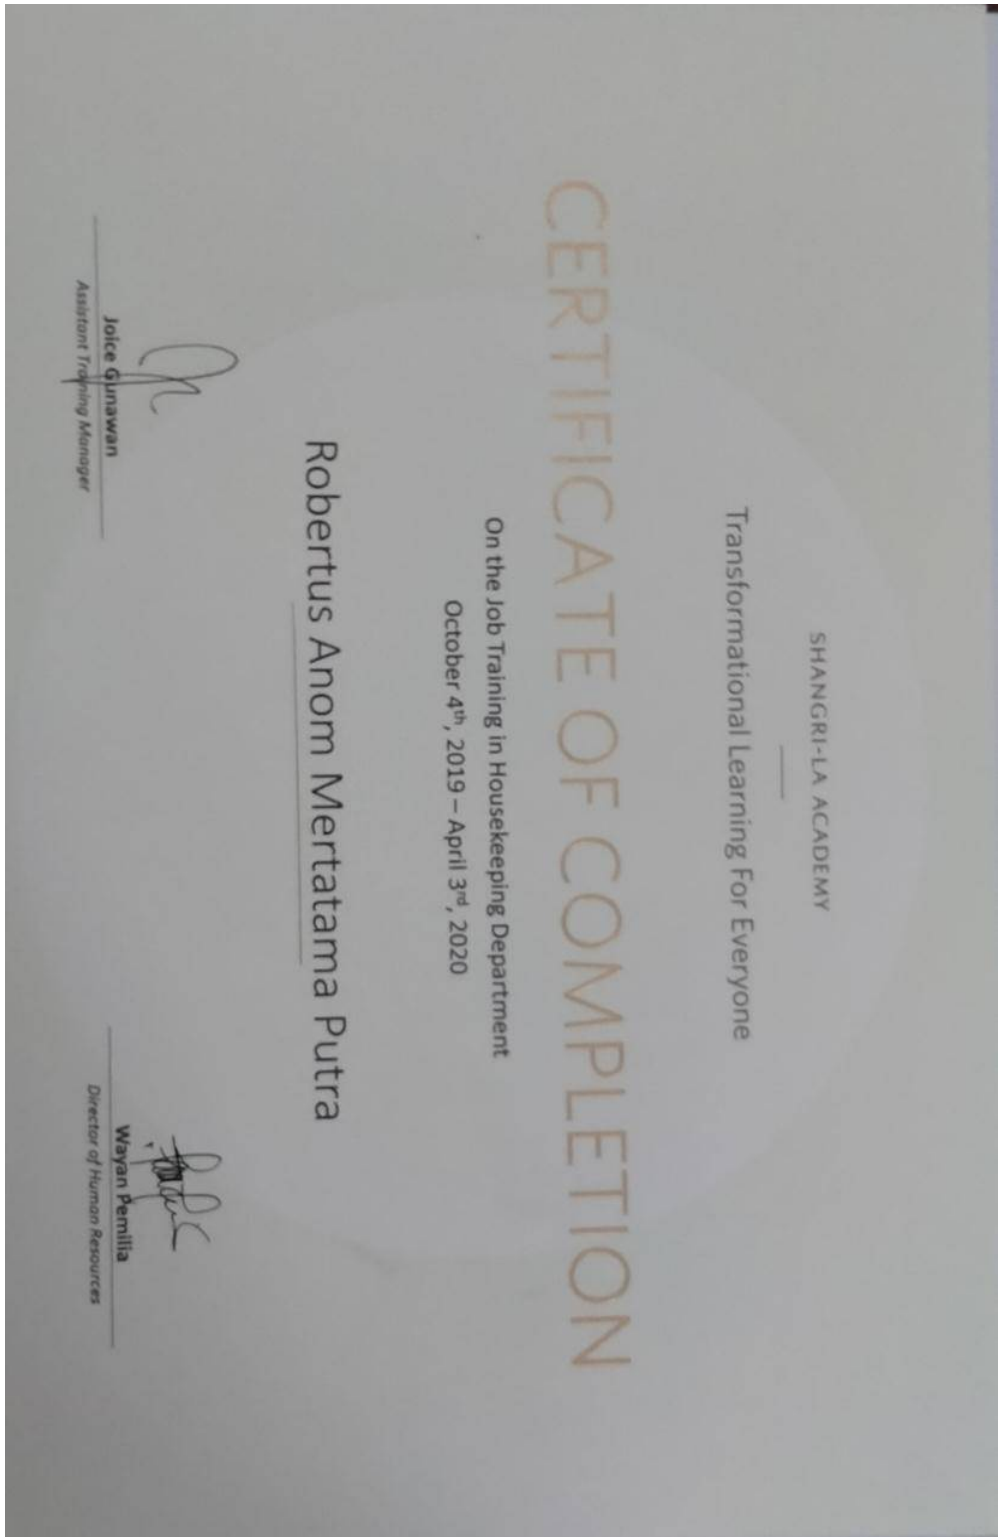 SHANGRI-LA ACADEMY
Transformational Learning For Everyone
CERTIFICATE OF COMPLETION
On the Job Training in Housekeeping Department
October 4th, 2019 – April 3rd, 2020
Robertus Anom Mertatama Putra
Joice Gunawan
Assistant Training Manager
Wayan Pemilia
Director of Human Resources